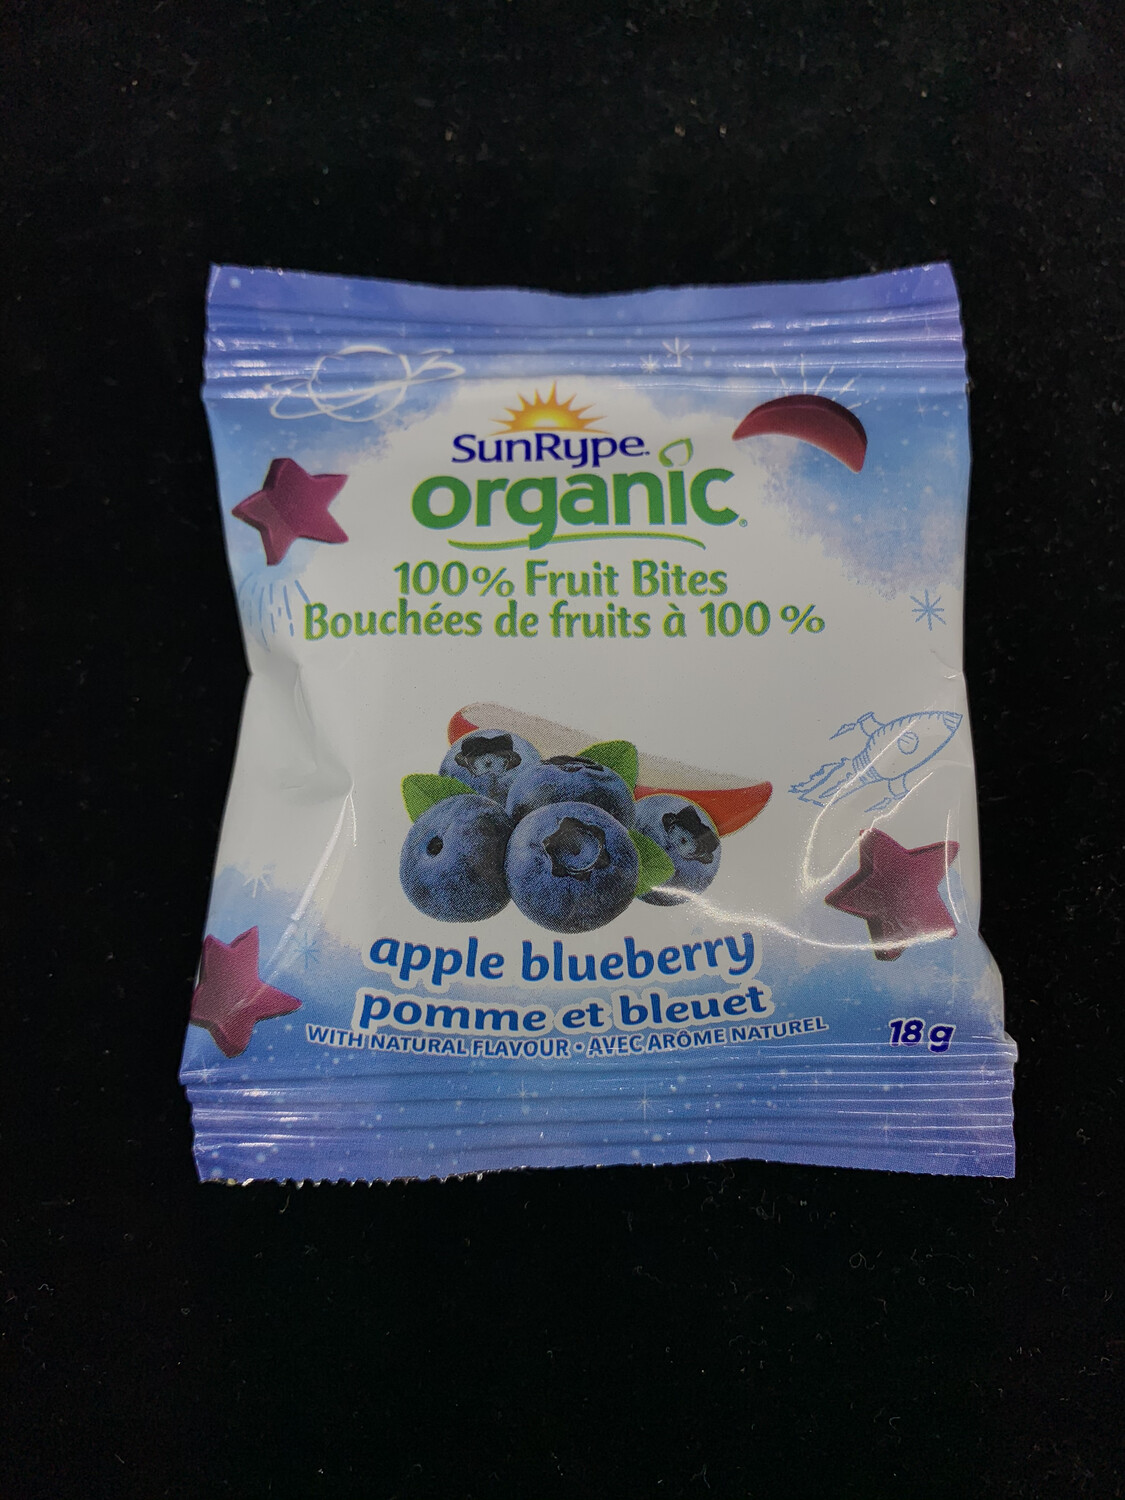 SunRype®
organic®
100% Fruit Bites
Bouchées de fruits à 100 %
apple blueberry
pomme et bleuet
WITH NATURAL FLAVOUR • AVEC ARÔME NATUREL
18 g